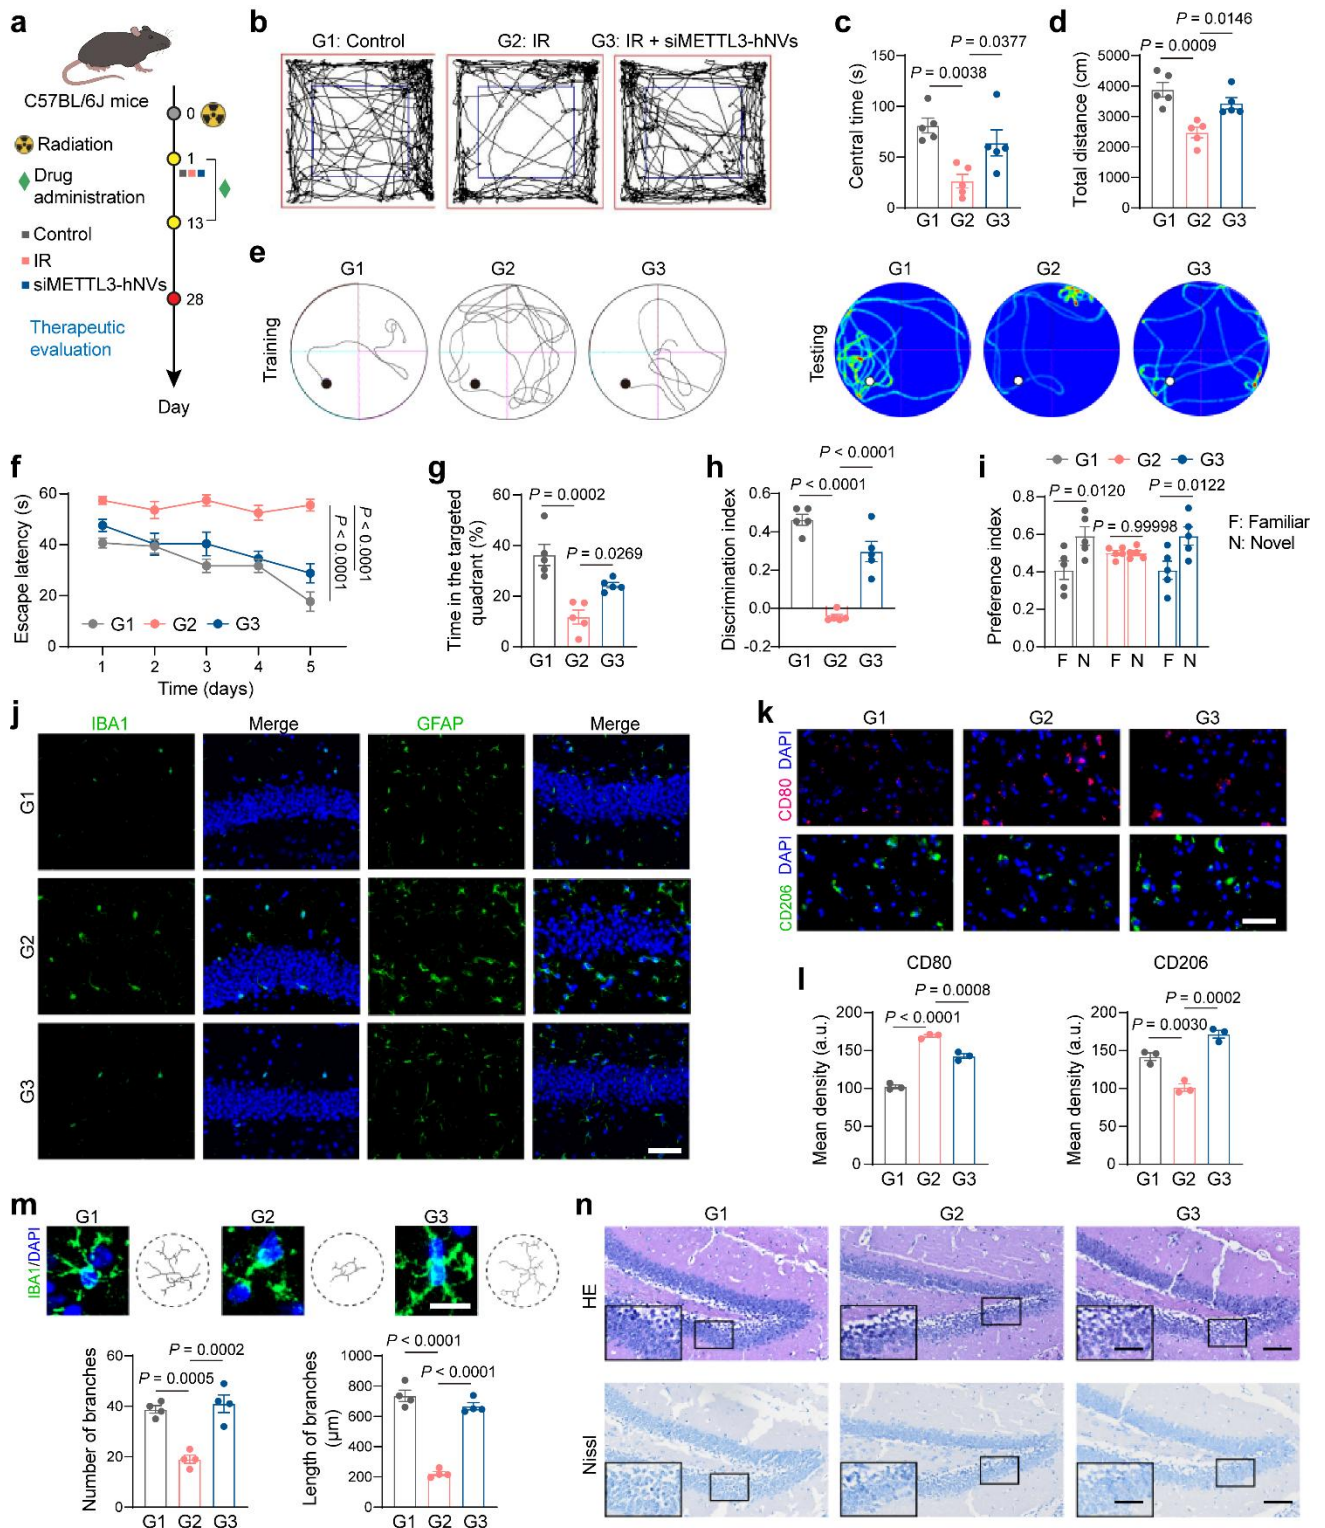 a
C57BL/6J mice
Radiation
Drug
administration
Control
IR
siMETTL3-hNVs
Therapeutic
evaluation
0
1
13
28
Day
b
G1: Control
G2: IR
G3: IR + siMETTL3-hNVs
c
P = 0.0377
P = 0.0038
Central time (s)
150
100
50
0
G1 G2 G3
d
P = 0.0146
P = 0.0009
Total distance (cm)
5000
4000
3000
2000
1000
0
G1 G2 G3
e
Training
G1
G2
G3
Testing
G1
G2
G3
f
Escape latency (s)
60
40
20
0
P < 0.0001
P < 0.0001
G1 G2 G3
1 2 3 4 5
Time (days)
g
Time in the targeted
quadrant (%)
60
40
20
0
P = 0.0002
P = 0.0269
G1 G2 G3
h
Discrimination index
P < 0.0001
P < 0.0001
0.6
0.4
0.2
0.0
-0.2
G1 G2 G3
i
G1 G2 G3
Preference index
P = 0.0120
P = 0.0122
P = 0.99998
0.8
0.6
0.4
0.2
0.0
F N F N F N
F: Familiar
N: Novel
j
IBA1
Merge
GFAP
Merge
G1
G2
G3
k
G1
G2
G3
CD80 DAPI
CD206 DAPI
l
CD80
P = 0.0008
P < 0.0001
Mean density (a.u.)
200
150
100
50
0
G1 G2 G3
CD206
P = 0.0002
P = 0.0030
Mean density (a.u.)
200
150
100
50
0
G1 G2 G3
m
G1
G2
G3
IBA1/DAPI
Number of branches
P = 0.0002
P = 0.0005
60
40
20
0
G1 G2 G3
Length of branches
(μm)
P < 0.0001
P < 0.0001
1000
800
600
400
200
0
G1 G2 G3
n
G1
G2
G3
HE
Nissl